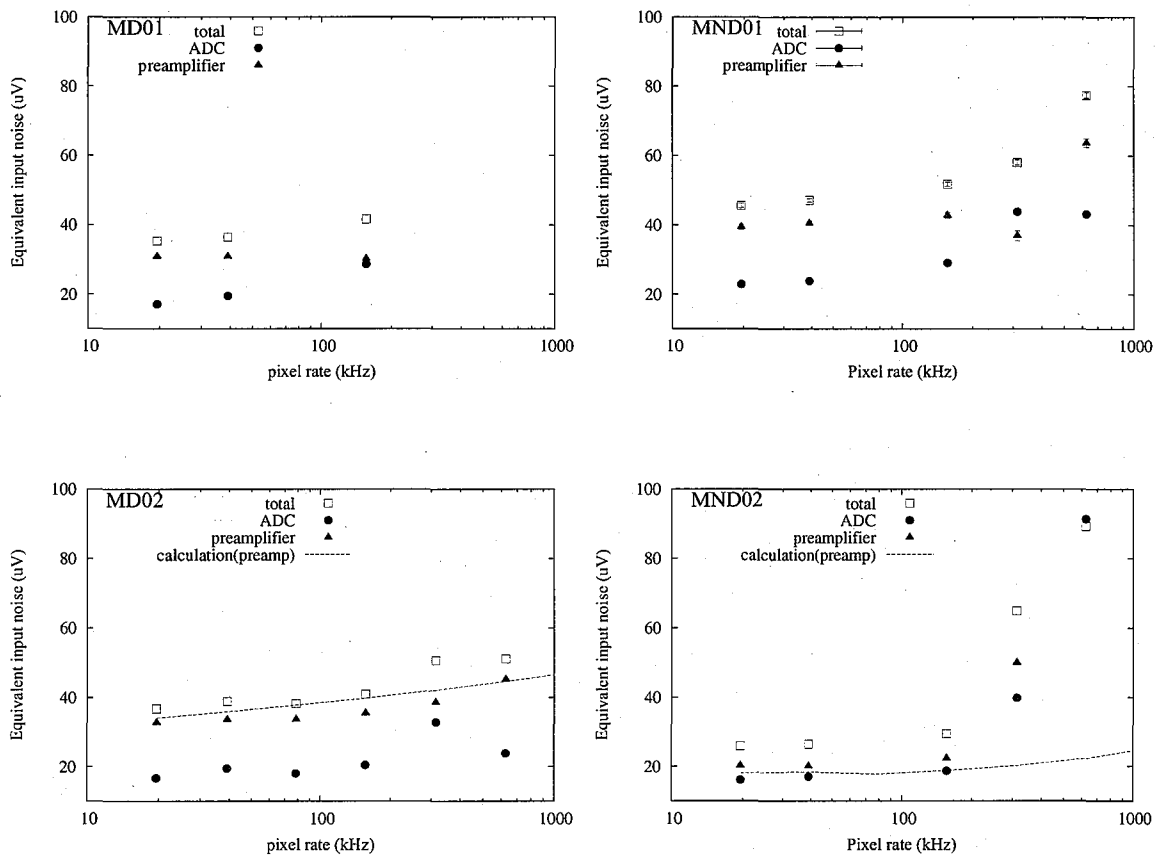 MD01
total
ADC
preamplifier
Equivalent input noise (uV)
100
80
60
40
20
10
100
1000
pixel rate (kHz)
MND01
total
ADC
preamplifier
Equivalent input noise (uV)
100
80
60
40
20
10
100
1000
Pixel rate (kHz)
MD02
total
ADC
preamplifier
calculation(preamp)
Equivalent input noise (uV)
100
80
60
40
20
10
100
1000
pixel rate (kHz)
MND02
total
ADC
preamplifier
calculation(preamp)
Equivalent input noise (uV)
100
80
60
40
20
10
100
1000
Pixel rate (kHz)